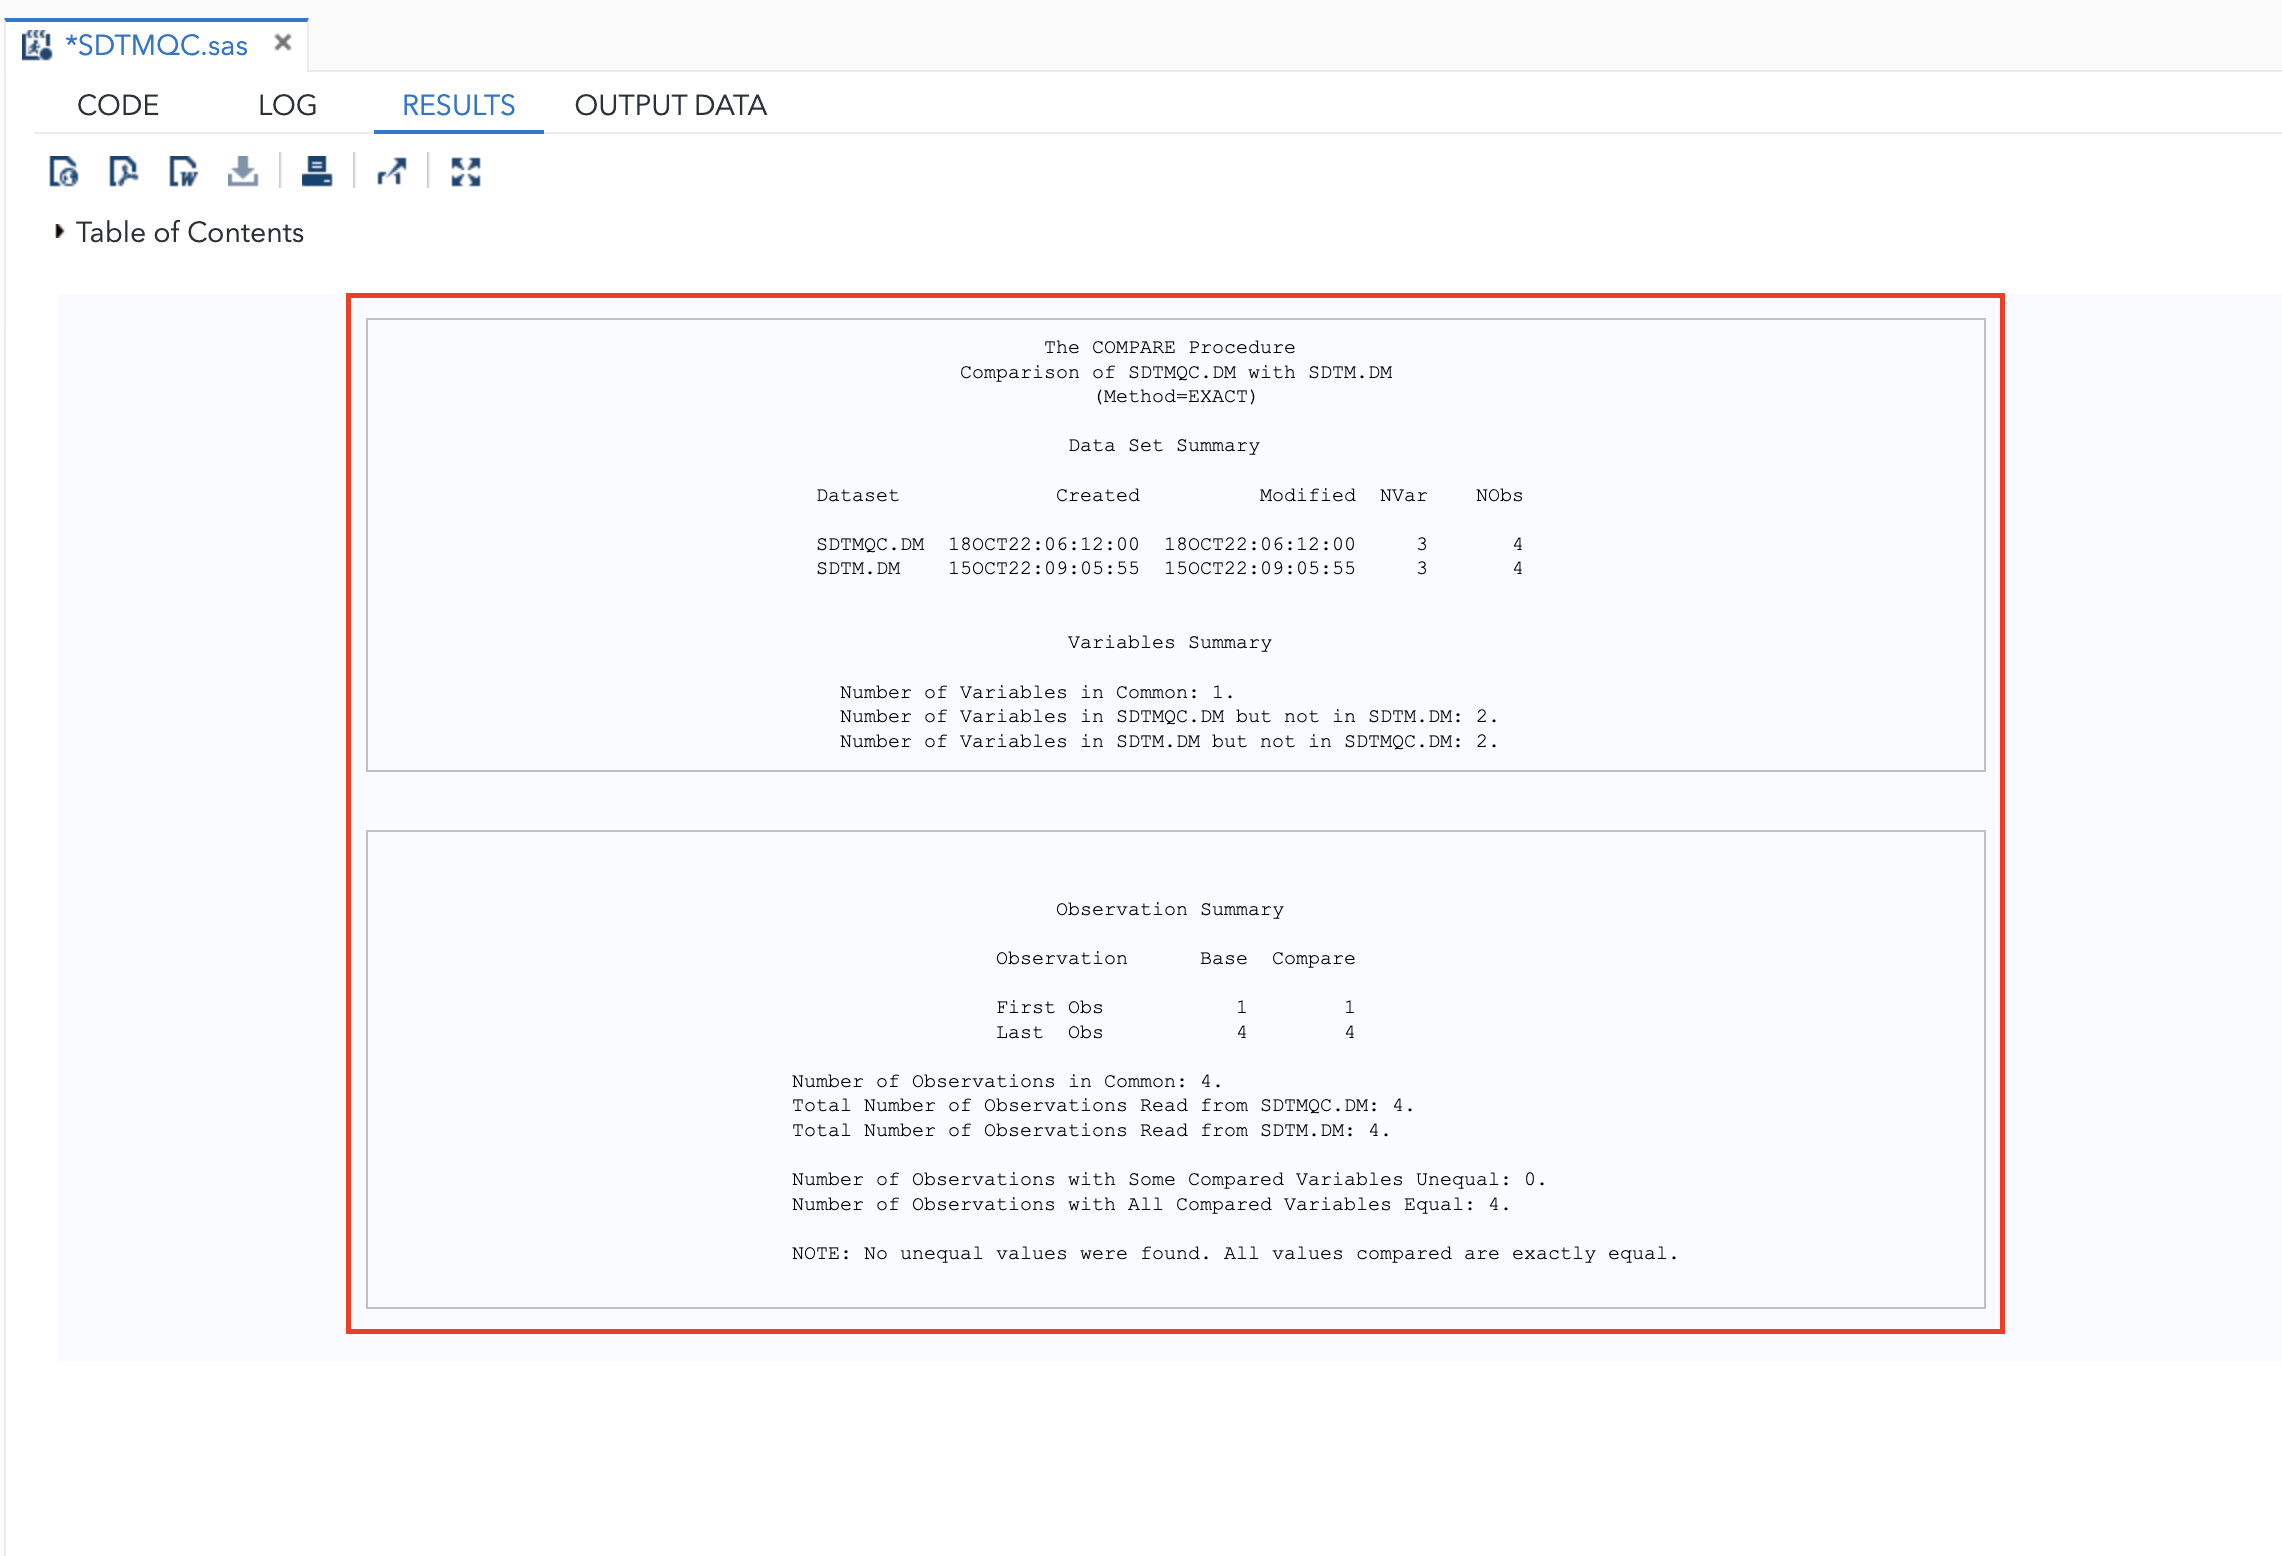 *SDTMQC.sas
CODE LOG RESULTS OUTPUT DATA
Table of Contents
The COMPARE Procedure
Comparison of SDTMQC.DM with SDTM.DM
(Method=EXACT)
Data Set Summary
Dataset Created Modified NVar NObs
SDTMQC.DM 18OCT22:06:12:00 18OCT22:06:12:00 3 4
SDTM.DM 15OCT22:09:05:55 15OCT22:09:05:55 3 4
Variables Summary
Number of Variables in Common: 1.
Number of Variables in SDTMQC.DM but not in SDTM.DM: 2.
Number of Variables in SDTM.DM but not in SDTMQC.DM: 2.
Observation Summary
Observation Base Compare
First Obs 1 1
Last Obs 4 4
Number of Observations in Common: 4.
Total Number of Observations Read from SDTMQC.DM: 4.
Total Number of Observations Read from SDTM.DM: 4.
Number of Observations with Some Compared Variables Unequal: 0.
Number of Observations with All Compared Variables Equal: 4.
NOTE: No unequal values were found. All values compared are exactly equal.